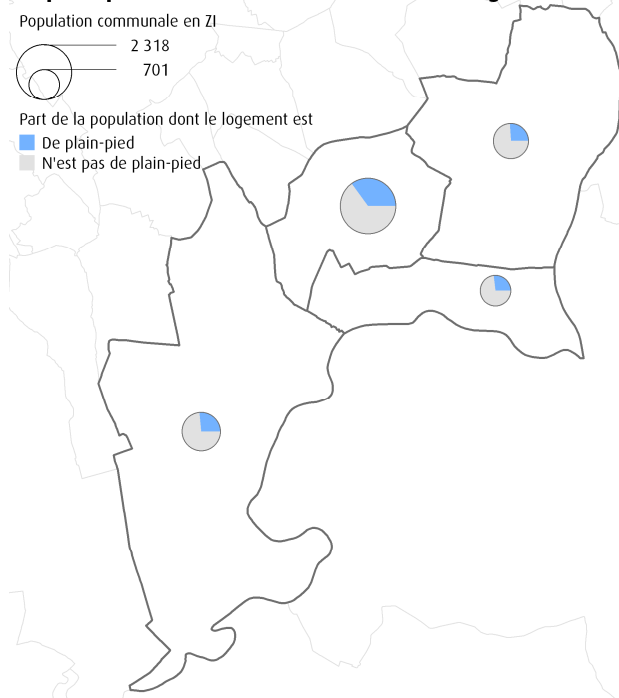 Population communale en ZI
2 318
701
Part de la population dont le logement est
De plain-pied
N'est pas de plain-pied